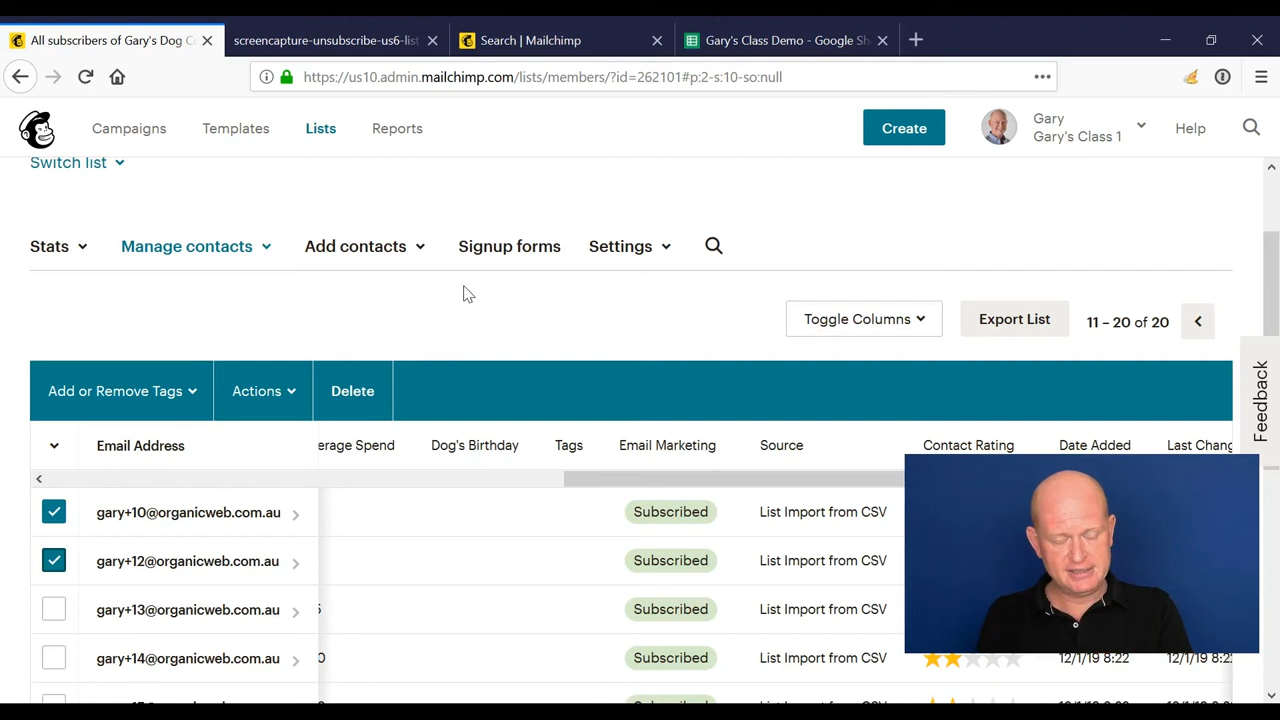 All subscribers of Gary's Dog C
screencapture-unsubscribe-us6-list
Search | Mailchimp
Gary's Class Demo - Google Sh
https://us10.admin.mailchimp.com/lists/members/?id=262101#p:2-s:10-so:null
Campaigns
Templates
Lists
Reports
Create
Gary
Gary's Class 1
Help
Switch list
Stats
Manage contacts
Add contacts
Signup forms
Settings
Toggle Columns
Export List
11 – 20 of 20
Feedback
Add or Remove Tags
Actions
Delete
Email Address
erage Spend
Dog's Birthday
Tags
Email Marketing
Source
Contact Rating
Date Added
Last Chang
gary+10@organicweb.com.au
Subscribed
List Import from CSV
gary+12@organicweb.com.au
Subscribed
List Import from CSV
gary+13@organicweb.com.au
5
Subscribed
List Import from CSV
gary+14@organicweb.com.au
0
Subscribed
List Import from CSV
12/1/19 8:22
12/1/19 8:22